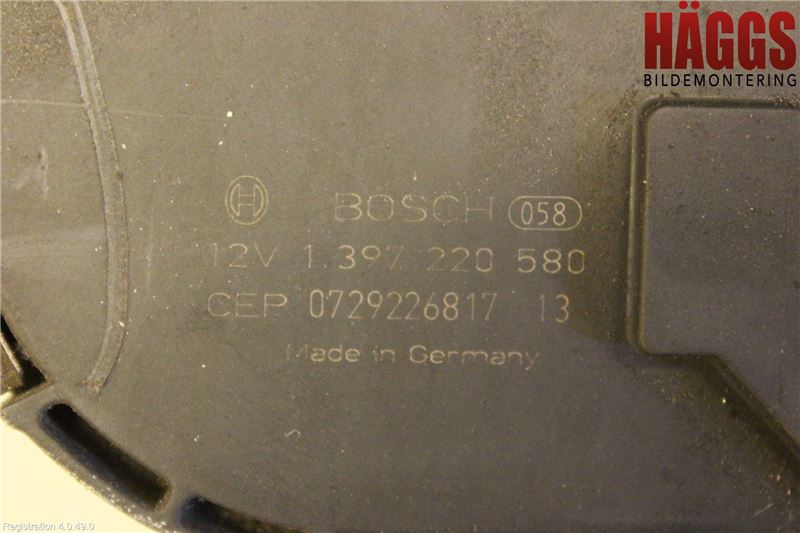 HÄGGS
BILDEMONTERING
BOSCH 058
12V 1 397 220 580
CEP 0729226817 13
Made in Germany
Registration 4.0.49.0